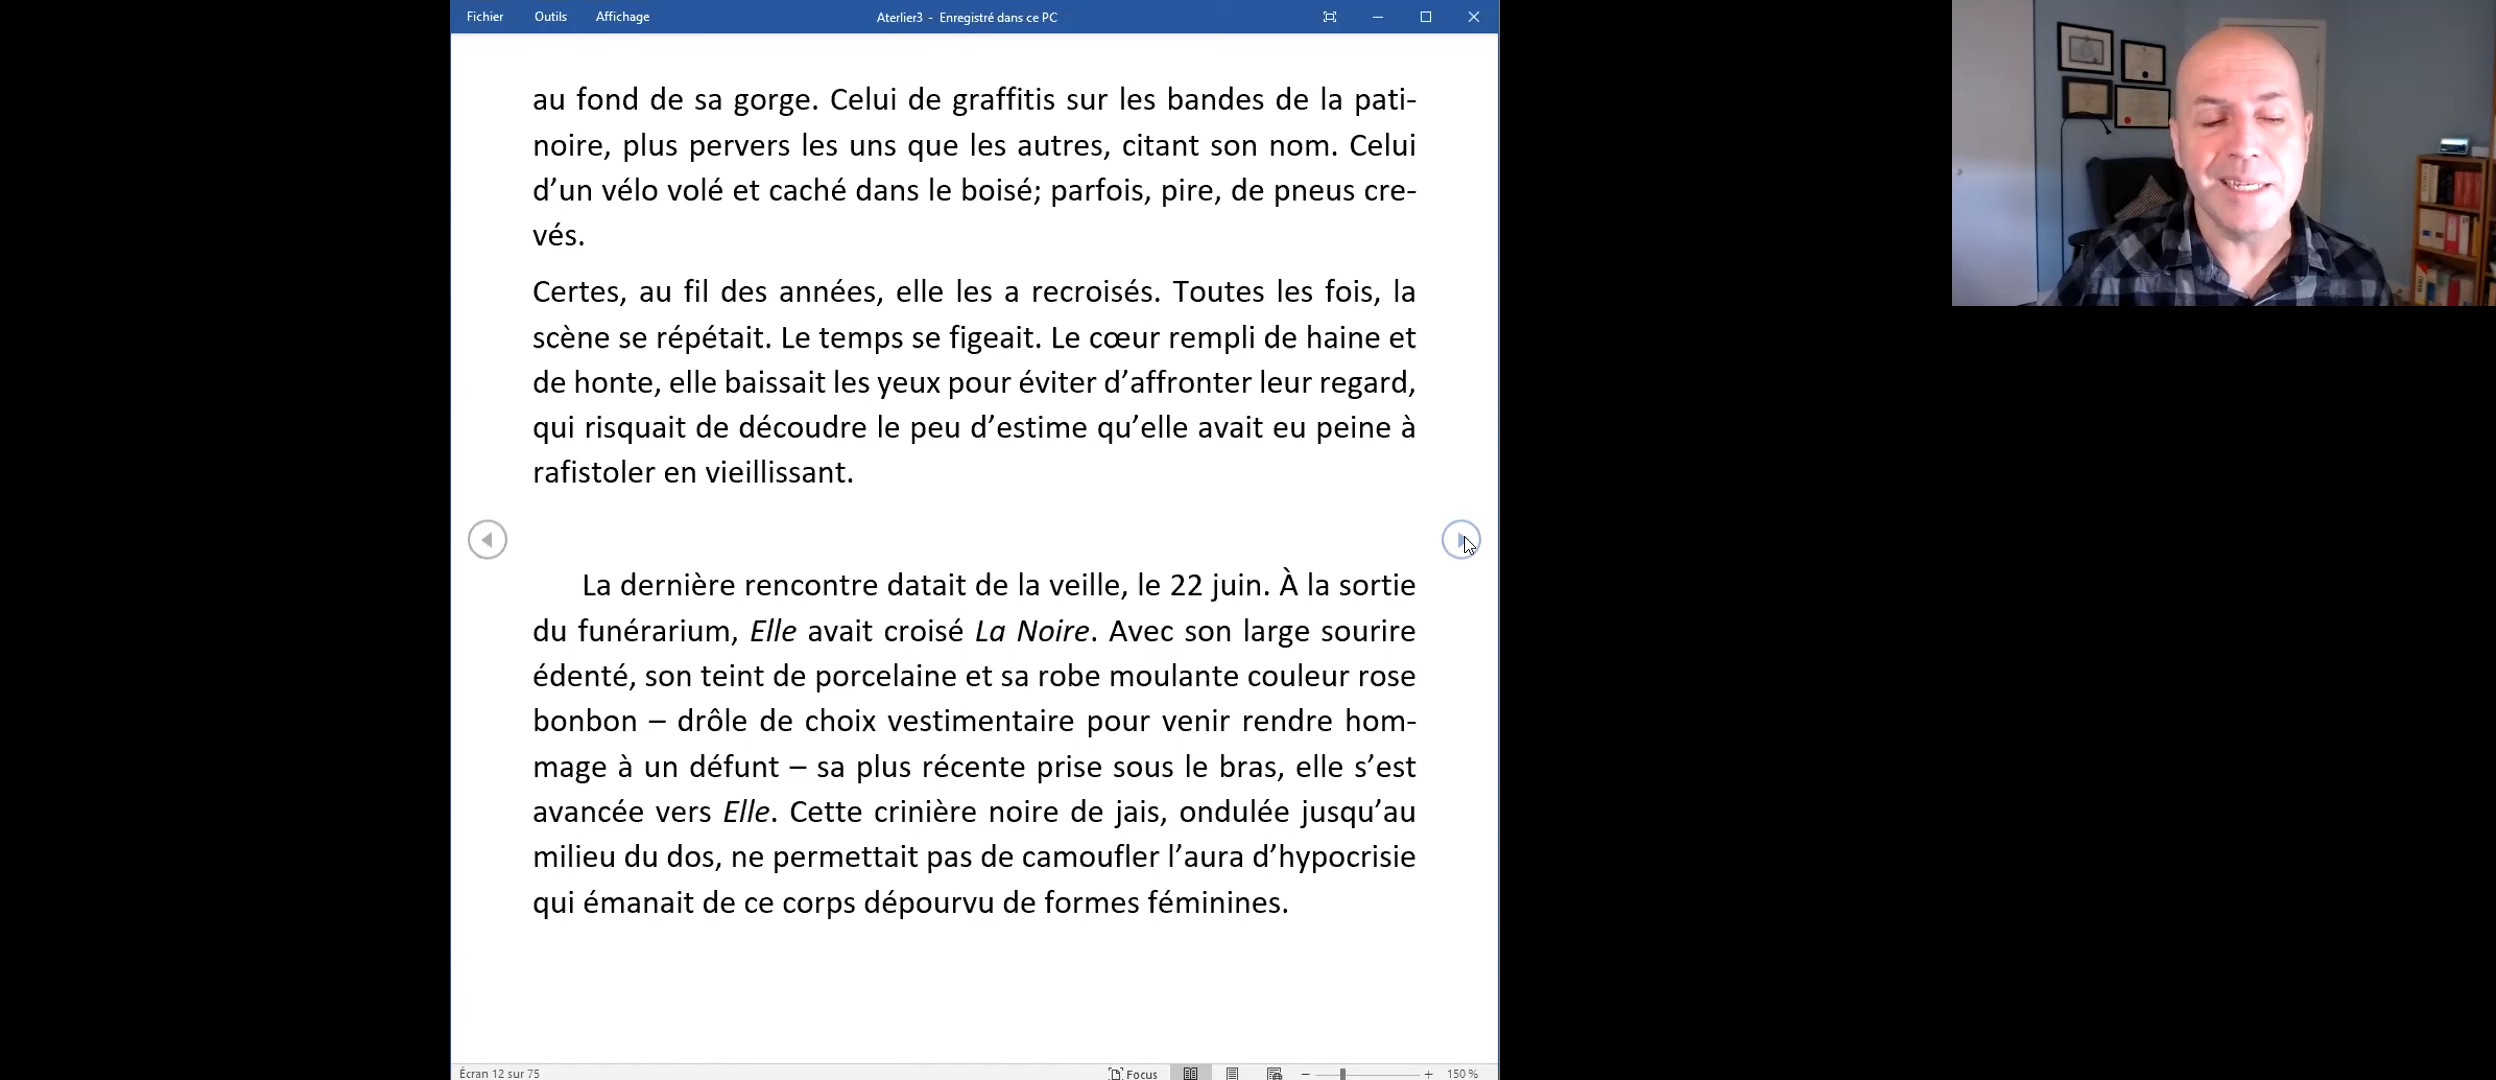 Fichier Outils Affichage Aterlier3 - Enregistré dans ce PC
au fond de sa gorge. Celui de graffitis sur les bandes de la pati-
noire, plus pervers les uns que les autres, citant son nom. Celui
d’un vélo volé et caché dans le boisé; parfois, pire, de pneus cre-
vés.
Certes, au fil des années, elle les a recroisés. Toutes les fois, la
scène se répétait. Le temps se figeait. Le cœur rempli de haine et
de honte, elle baissait les yeux pour éviter d’affronter leur regard,
qui risquait de découdre le peu d’estime qu’elle avait eu peine à
rafistoler en vieillissant.
La dernière rencontre datait de la veille, le 22 juin. À la sortie
du funérarium, Elle avait croisé La Noire. Avec son large sourire
édenté, son teint de porcelaine et sa robe moulante couleur rose
bonbon – drôle de choix vestimentaire pour venir rendre hom-
mage à un défunt – sa plus récente prise sous le bras, elle s’est
avancée vers Elle. Cette crinière noire de jais, ondulée jusqu’au
milieu du dos, ne permettait pas de camoufler l’aura d’hypocrisie
qui émanait de ce corps dépourvu de formes féminines.
Écran 12 sur 75 Focus 150 %